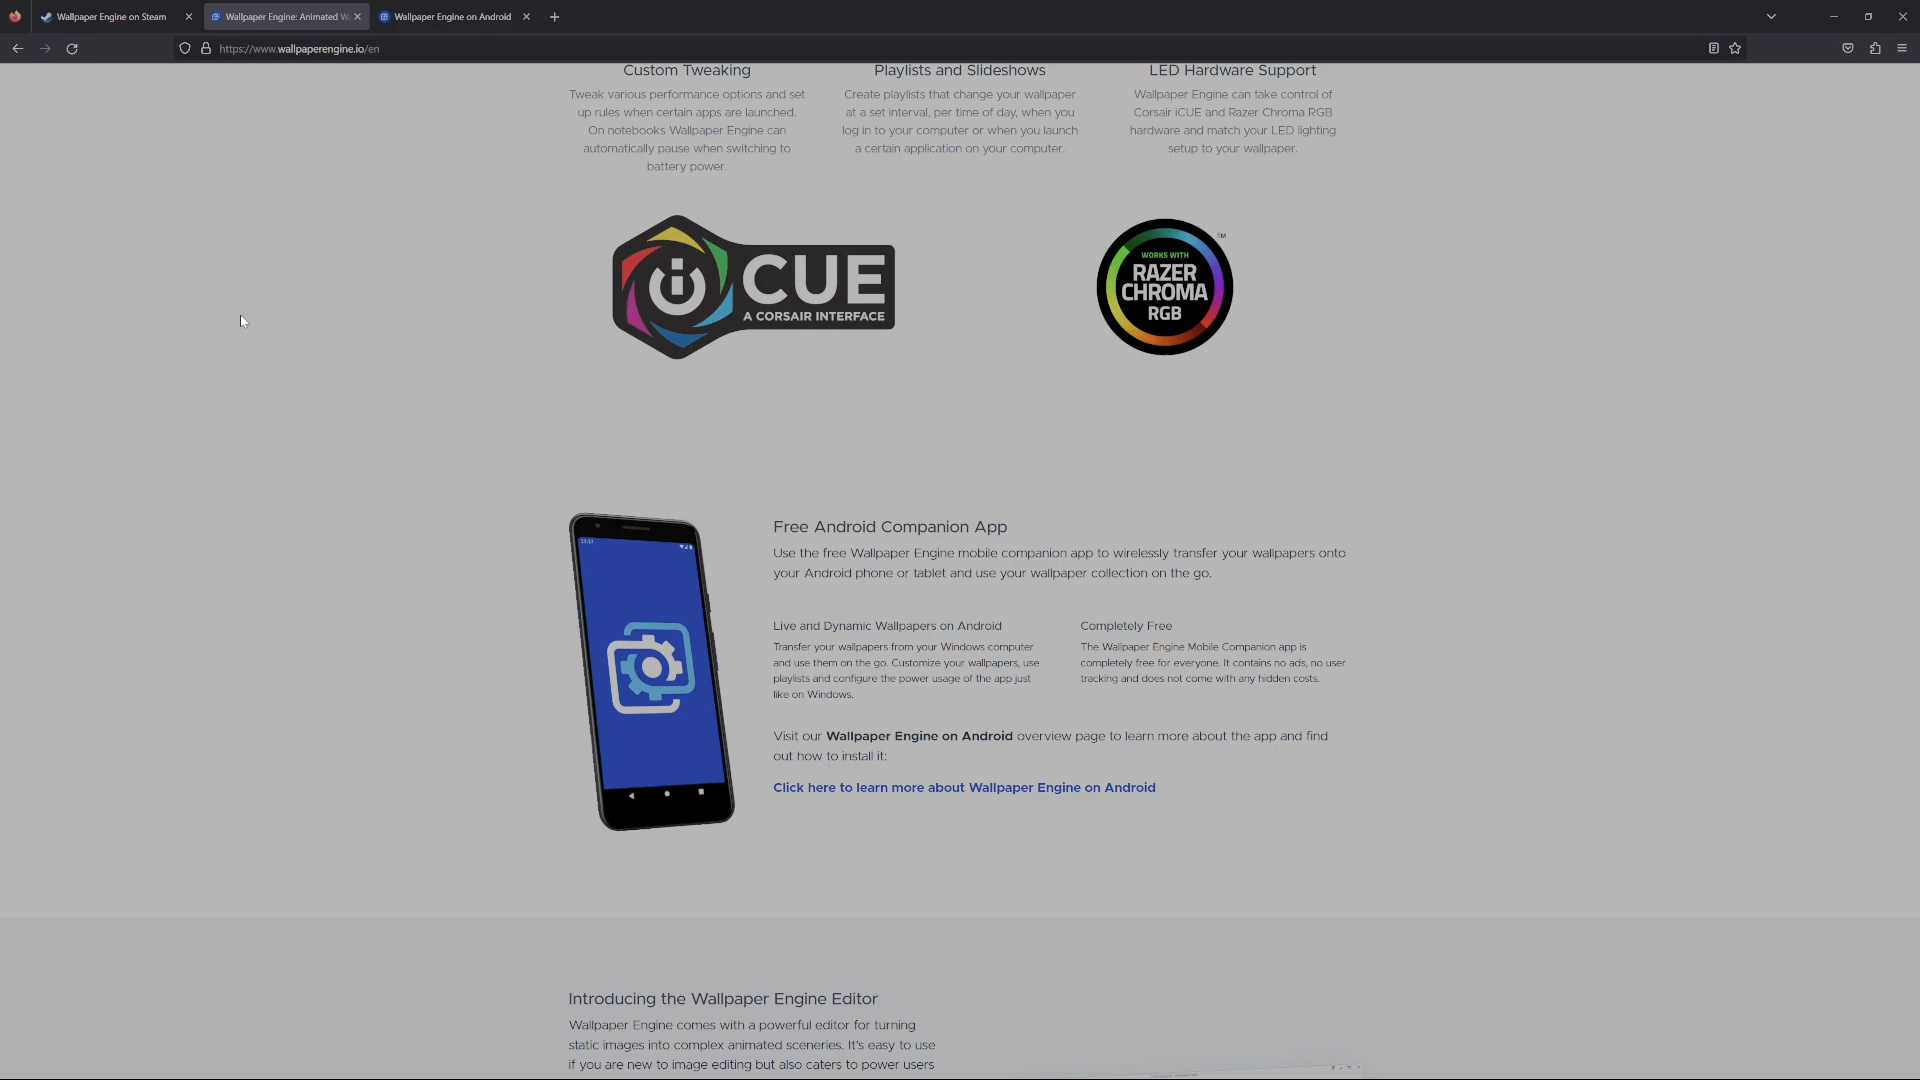 Wallpaper Engine on Steam
Wallpaper Engine: Animated W
Wallpaper Engine on Android
https://www.wallpaperengine.io/en
Custom Tweaking
Tweak various performance options and set
up rules when certain apps are launched.
On notebooks Wallpaper Engine can
automatically pause when switching to
battery power.
Playlists and Slideshows
Create playlists that change your wallpaper
at a set interval, per time of day, when you
log in to your computer or when you launch
a certain application on your computer.
LED Hardware Support
Wallpaper Engine can take control of
Corsair iCUE and Razer Chroma RGB
hardware and match your LED lighting
setup to your wallpaper.
iCUE
A CORSAIR INTERFACE
TM
WORKS WITH
RAZER
CHROMA
RGB
13:37
Free Android Companion App
Use the free Wallpaper Engine mobile companion app to wirelessly transfer your wallpapers onto
your Android phone or tablet and use your wallpaper collection on the go.
Live and Dynamic Wallpapers on Android
Transfer your wallpapers from your Windows computer
and use them on the go. Customize your wallpapers, use
playlists and configure the power usage of the app just
like on Windows.
Completely Free
The Wallpaper Engine Mobile Companion app is
completely free for everyone. It contains no ads, no user
tracking and does not come with any hidden costs.
Visit our Wallpaper Engine on Android overview page to learn more about the app and find
out how to install it:
Click here to learn more about Wallpaper Engine on Android
Introducing the Wallpaper Engine Editor
Wallpaper Engine comes with a powerful editor for turning
static images into complex animated sceneries. It's easy to use
if you are new to image editing but also caters to power users